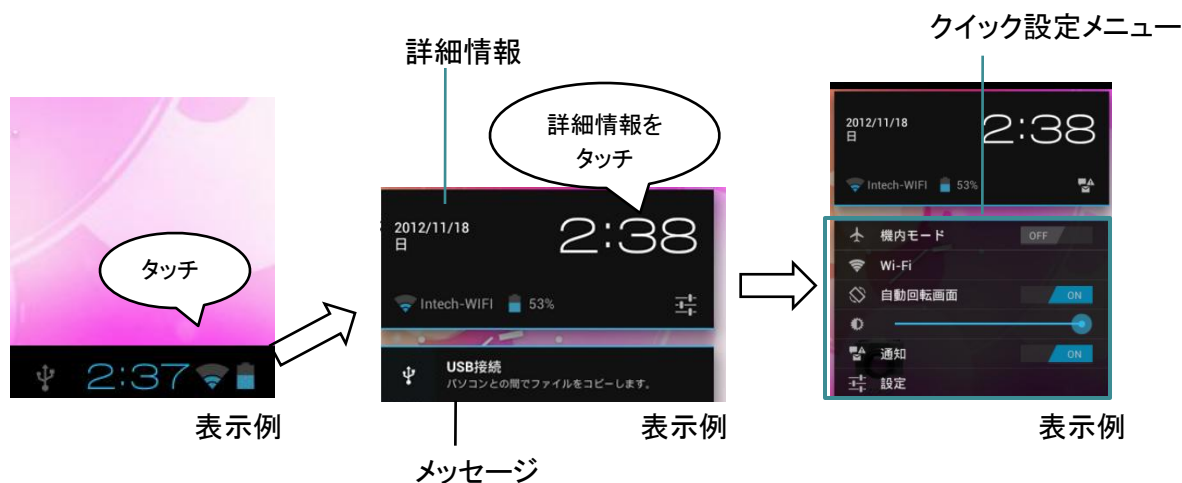 クイック設定メニュー
詳細情報
詳細情報を
タッチ
タッチ
2:37
表示例
2012/11/18
日
2:38
Intech-WIFI 53%
USB接続
パソコンとの間でファイルをコピーします。
表示例
メッセージ
2012/11/18
日
2:38
Intech-WIFI 53%
機内モード OFF
Wi-Fi
自動回転画面 ON
通知 ON
設定
表示例